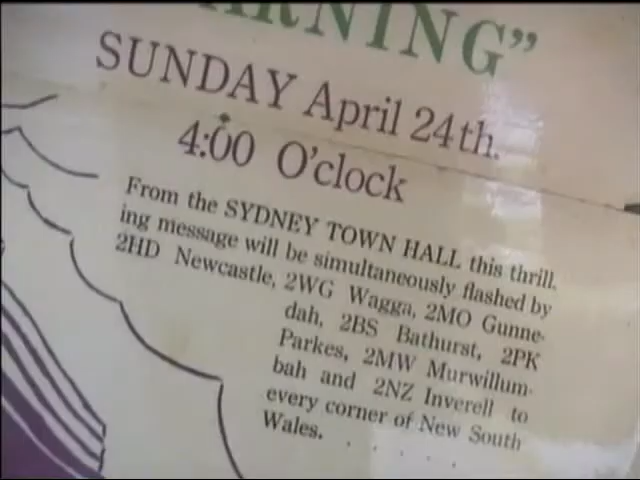 SUNDAY April 24th.
4:00 O'clock
From the SYDNEY TOWN HALL this thrill-
ing message will be simultaneously flashed by
2HD Newcastle, 2WG Wagga, 2MO Gunne-
dah, 2BS Bathurst, 2PK
Parkes, 2MW Murwillum-
bah and 2NZ Inverell to
every corner of New South
Wales. . . . . .